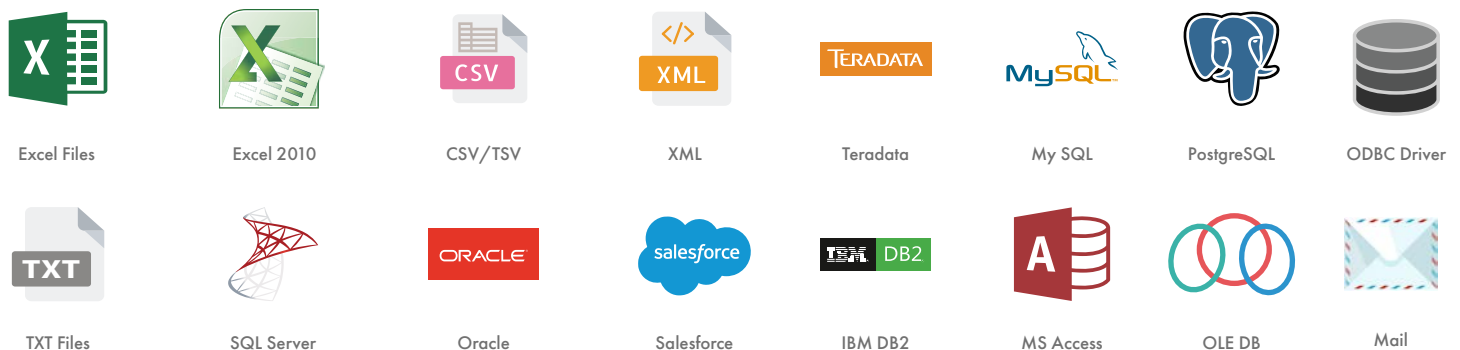 X
X
CSV
</>
XML
TERADATA
MySQL
Excel Files
Excel 2010
CSV/TSV
XML
Teradata
My SQL
PostgreSQL
ODBC Driver
TXT
ORACLE
salesforce
IBM
DB2
A
TXT Files
SQL Server
Oracle
Salesforce
IBM DB2
MS Access
OLE DB
Mail